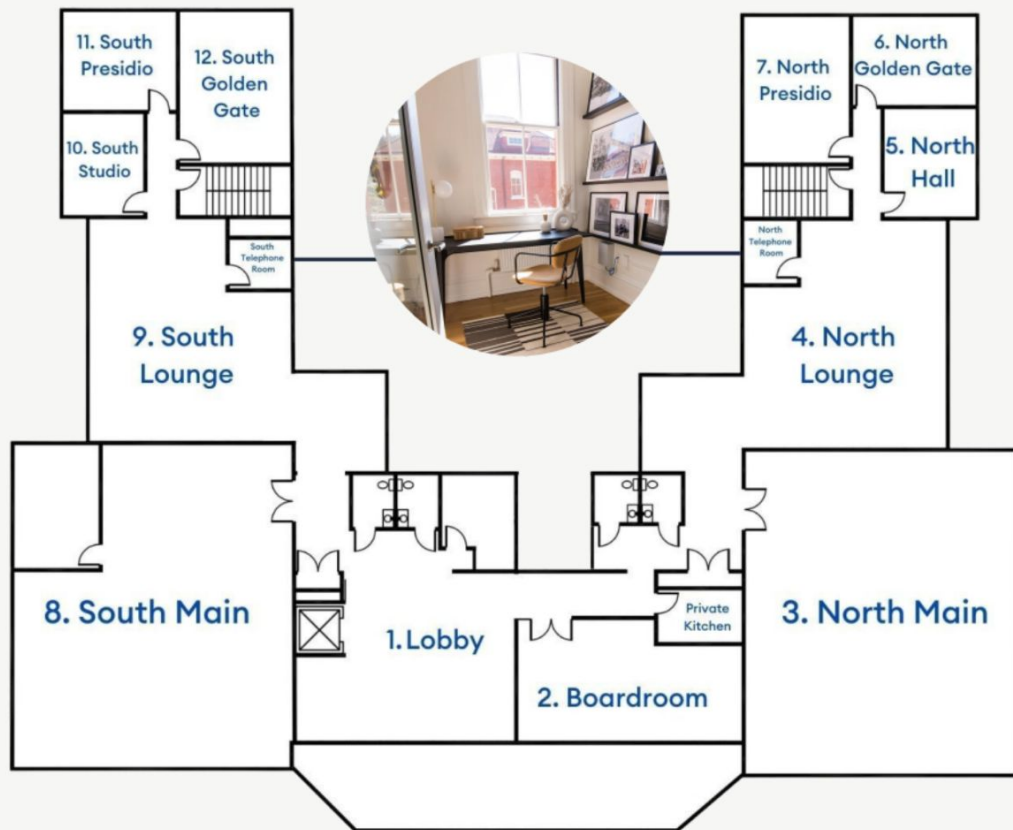 11. South
Presidio
12. South
Golden
Gate
10. South
Studio
South
Telephone
Room
9. South
Lounge
8. South Main
1. Lobby
2. Boardroom
Private
Kitchen
7. North
Presidio
6. North
Golden Gate
5. North
Hall
North
Telephone
Room
4. North
Lounge
3. North Main